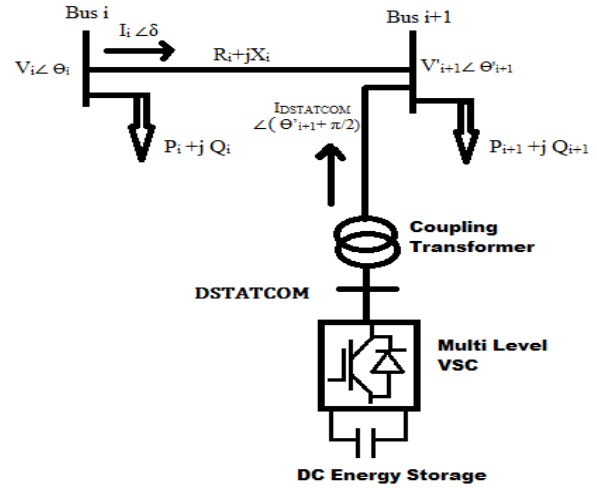 Bus i
Bus i+1
Ii ∠δ
Ri+jXi
Vi∠ Θi
V'i+1∠ Θ'i+1
IDSTATCOM
∠( Θ'i+1+ π/2)
Pi +j Qi
Pi+1 +j Qi+1
Coupling
Transformer
DSTATCOM
Multi Level
VSC
DC Energy Storage